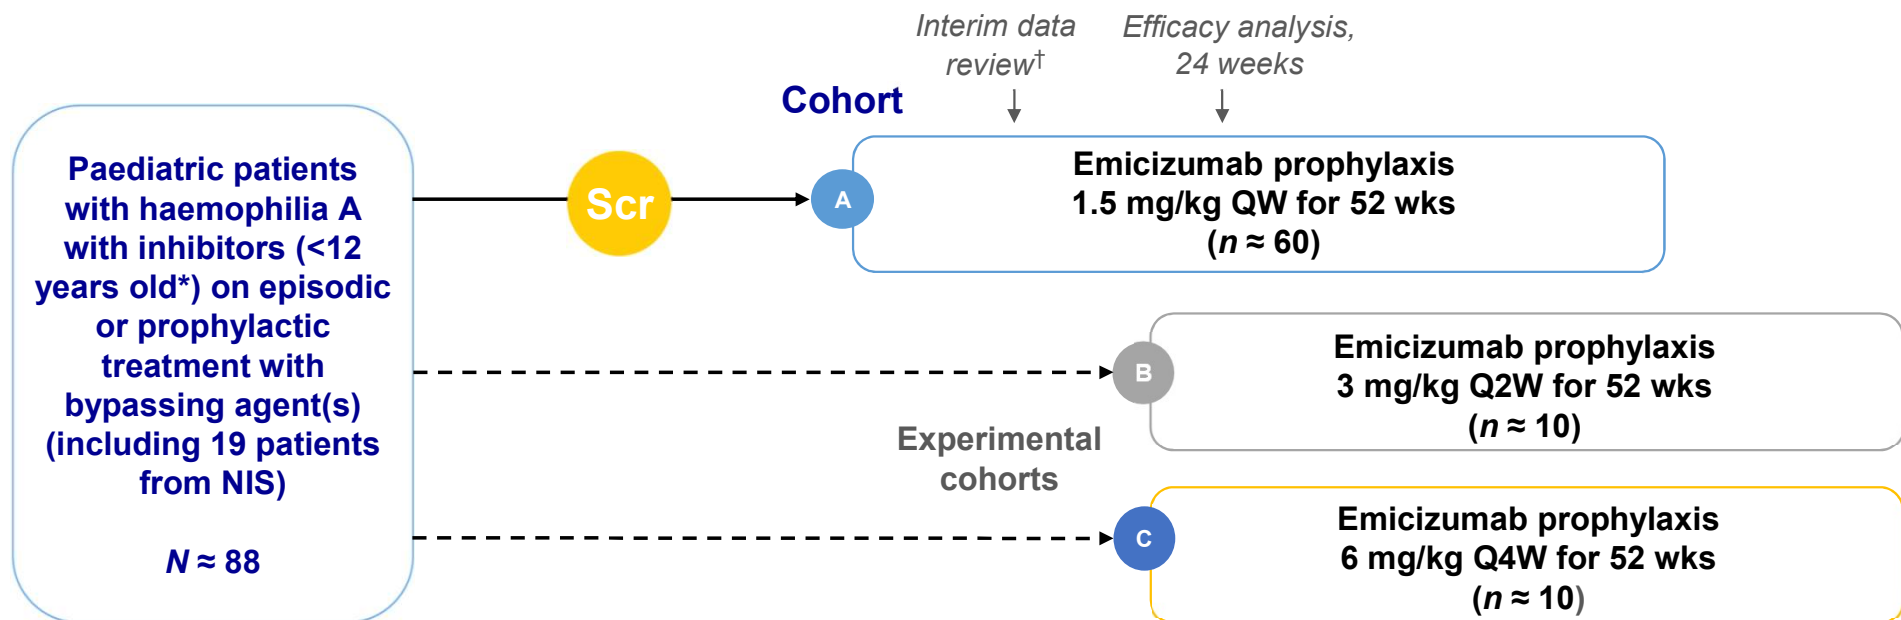 Interim data
review†
Efficacy analysis,
24 weeks
Cohort
Paediatric patients
with haemophilia A
with inhibitors (<12
years old*) on episodic
or prophylactic
treatment with
bypassing agent(s)
(including 19 patients
from NIS)
N ≈ 88
Scr
A
Emicizumab prophylaxis
1.5 mg/kg QW for 52 wks
(n ≈ 60)
B
Emicizumab prophylaxis
3 mg/kg Q2W for 52 wks
(n ≈ 10)
Experimental
cohorts
C
Emicizumab prophylaxis
6 mg/kg Q4W for 52 wks
(n ≈ 10)